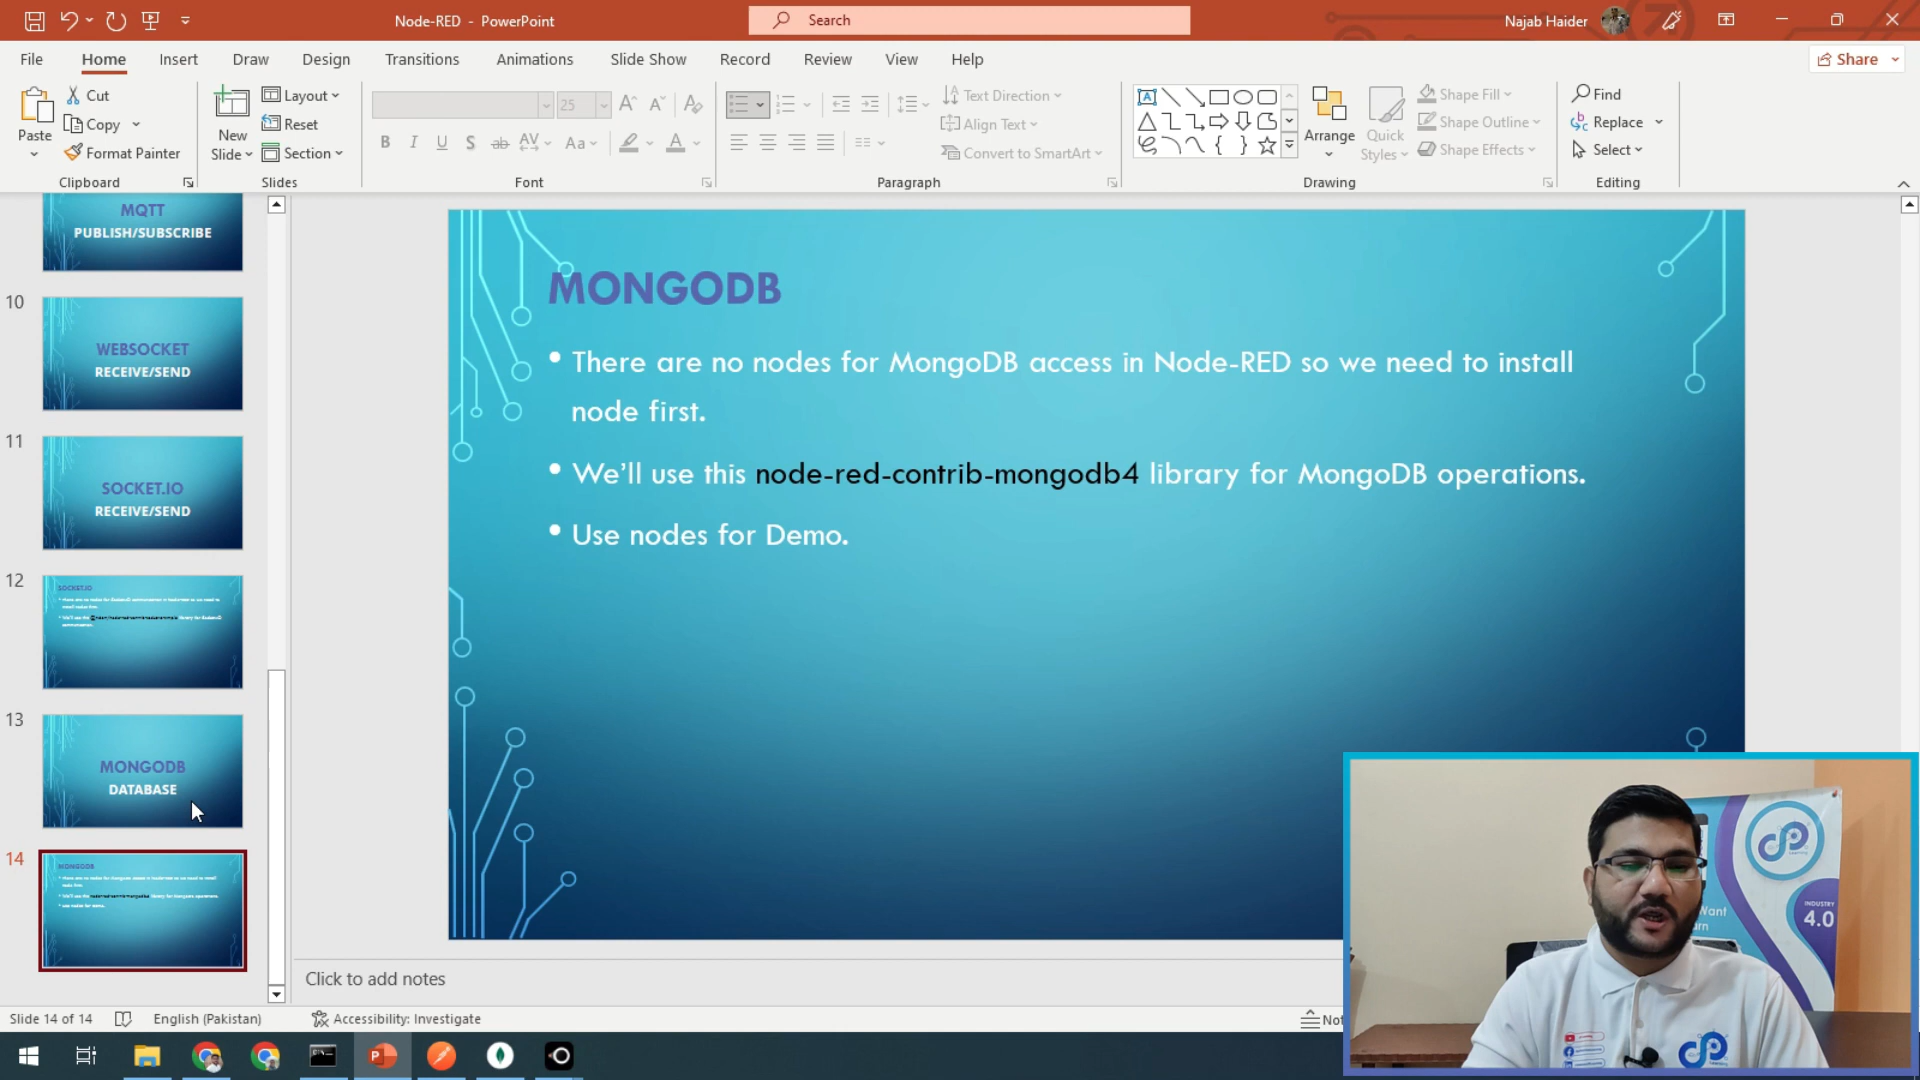 Node-RED - PowerPoint
Search
Najab Haider
File
Home
Insert
Draw
Design
Transitions
Animations
Slide Show
Record
Review
View
Help
Share
Paste
Cut
Copy
Format Painter
Clipboard
New
Slide
Layout
Reset
Section
Slides
25
Font
Paragraph
Text Direction
Align Text
Convert to SmartArt
Arrange
Quick
Styles
Shape Fill
Shape Outline
Shape Effects
Drawing
Find
Replace
Select
Editing
MQTT
PUBLISH/SUBSCRIBE
10
WEBSOCKET
RECEIVE/SEND
11
SOCKET.IO
RECEIVE/SEND
12
SOCKET.IO
13
MONGODB
DATABASE
14
MONGODB
MONGODB
• There are no nodes for MongoDB access in Node-RED so we need to install
node first.
• We'll use this node-red-contrib-mongodb4 library for MongoDB operations.
• Use nodes for Demo.
Click to add notes
INDUSTRY
4.0
Want
Slide 14 of 14
English (Pakistan)
Accessibility: Investigate